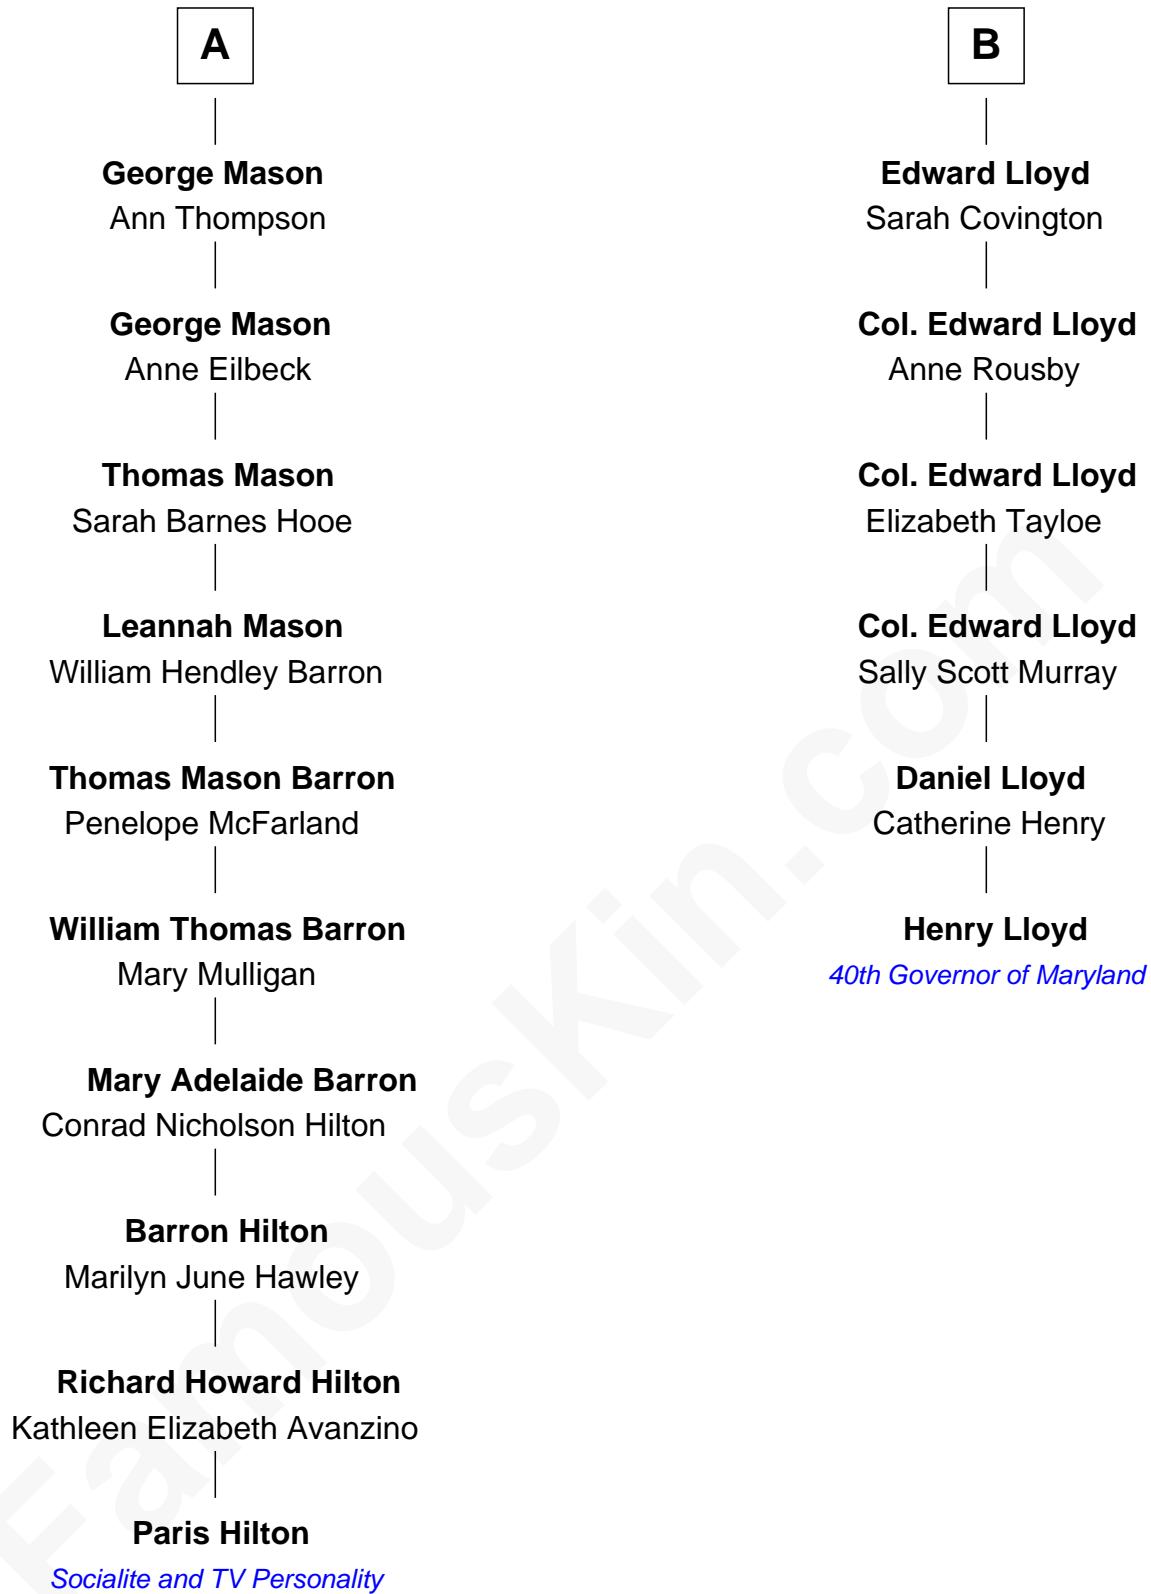 A
George Mason
Ann Thompson
George Mason
Anne Eilbeck
Thomas Mason
Sarah Barnes Hooe
Leannah Mason
William Hendley Barron
Thomas Mason Barron
Penelope McFarland
William Thomas Barron
Mary Mulligan
Mary Adelaide Barron
Conrad Nicholson Hilton
Barron Hilton
Marilyn June Hawley
Richard Howard Hilton
Kathleen Elizabeth Avanzino
Paris Hilton
Socialite and TV Personality
B
Edward Lloyd
Sarah Covington
Col. Edward Lloyd
Anne Rousby
Col. Edward Lloyd
Elizabeth Tayloe
Col. Edward Lloyd
Sally Scott Murray
Daniel Lloyd
Catherine Henry
Henry Lloyd
40th Governor of Maryland
FamousKin.com